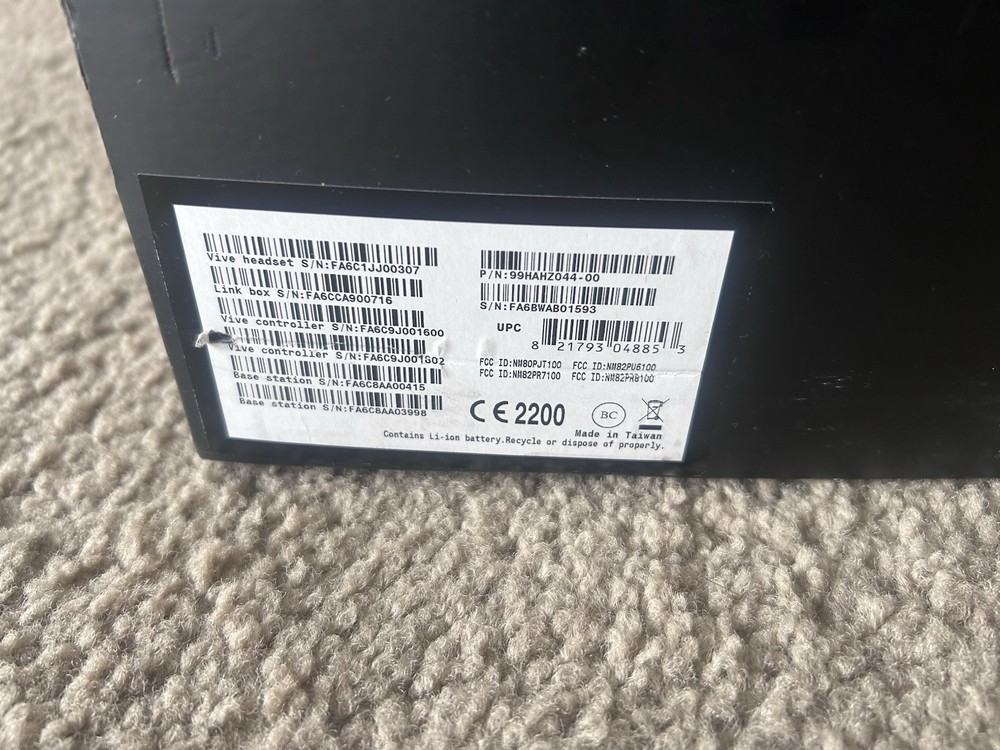 Vive headset S/N:FA6C1JJ00307
Link box S/N:FA6CCA900716
Vive controller S/N:FA6C9J001600
Vive controller S/N:FA6C9J001602
Base station S/N:FA6C8AA00415
Base station S/N:FA6C8AA03998
P/N:99HAHZ044-00
S/N:FA6BWAB01593
UPC
8 21793 04885 3
FCC ID:NM80PJT100 FCC ID:NM82PU6100
FCC ID:NM82PR7100 FCC ID:NM82PR8100
CE 2200
BC
Made in Taiwan
Contains Li-ion battery.Recycle or dispose of properly.